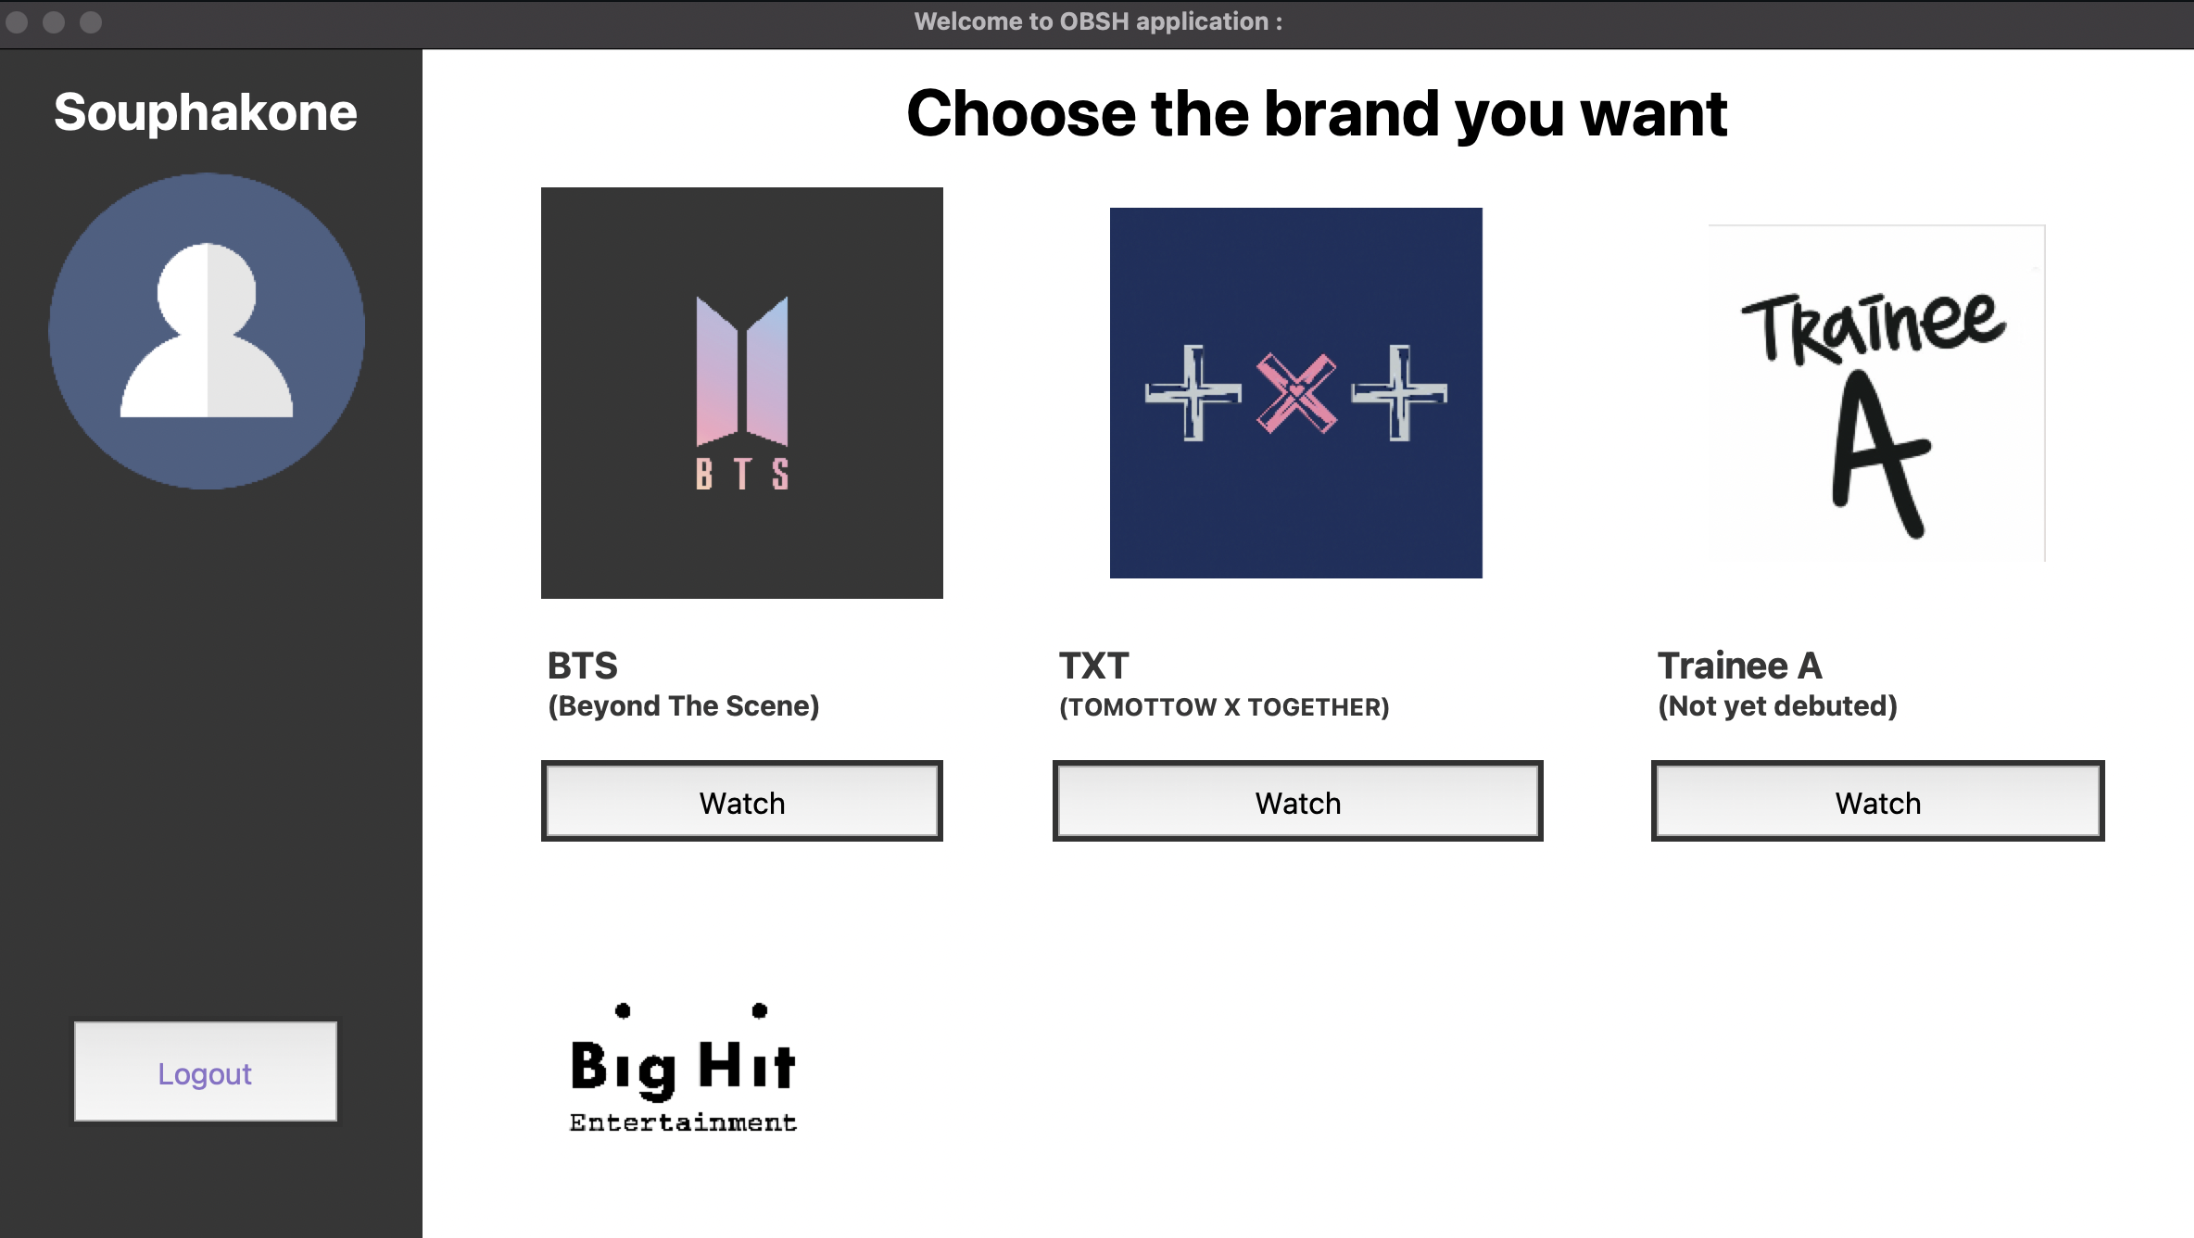 Welcome to OBSH application :
Souphakone
Choose the brand you want
BTS
TXT
Trainee
A
BTS
(Beyond The Scene)
Watch
TXT
(TOMOTTOW X TOGETHER)
Watch
Trainee A
(Not yet debuted)
Watch
Logout
Big Hit
Entertainment